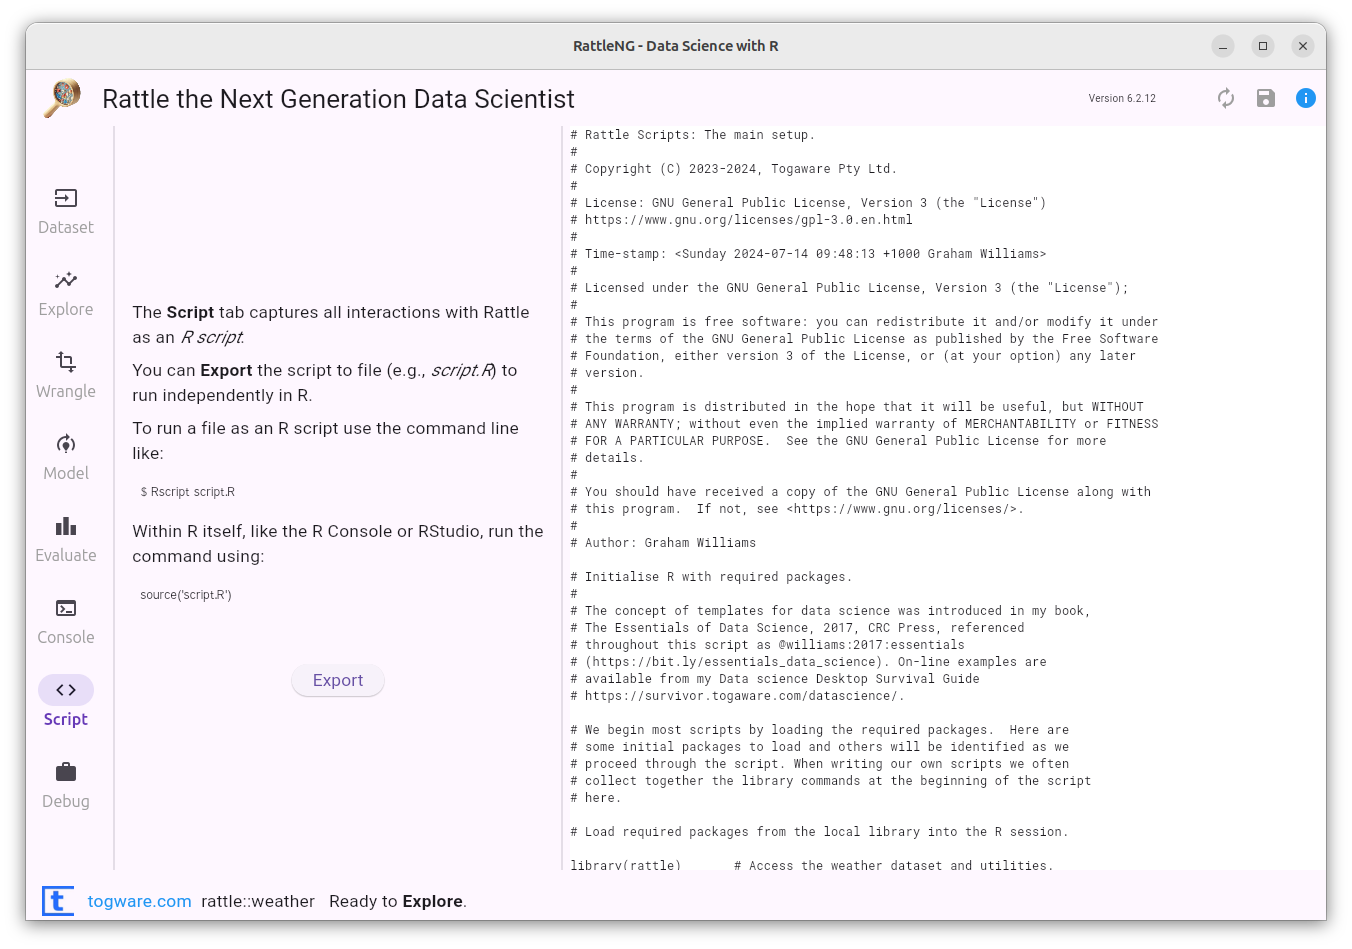 RattleNG - Data Science with R
Rattle the Next Generation Data Scientist
Version 6.2.12
Dataset
Explore
Wrangle
Model
Evaluate
Console
Script
Debug
The Script tab captures all interactions with Rattle
as an R script.
You can Export the script to file (e.g., script.R) to
run independently in R.
To run a file as an R script use the command line
like:
$ Rscript script.R
Within R itself, like the R Console or RStudio, run the
command using:
source('script.R')
Export
# Rattle Scripts: The main setup.
#
# Copyright (C) 2023-2024, Togaware Pty Ltd.
#
# License: GNU General Public License, Version 3 (the "License")
# https://www.gnu.org/licenses/gpl-3.0.en.html
#
# Time-stamp: <Sunday 2024-07-14 09:48:13 +1000 Graham Williams>
#
# Licensed under the GNU General Public License, Version 3 (the "License");
#
# This program is free software: you can redistribute it and/or modify it under
# the terms of the GNU General Public License as published by the Free Software
# Foundation, either version 3 of the License, or (at your option) any later
# version.
#
# This program is distributed in the hope that it will be useful, but WITHOUT
# ANY WARRANTY; without even the implied warranty of MERCHANTABILITY or FITNESS
# FOR A PARTICULAR PURPOSE.  See the GNU General Public License for more
# details.
#
# You should have received a copy of the GNU General Public License along with
# this program.  If not, see <https://www.gnu.org/licenses/>.
#
# Author: Graham Williams
# Initialise R with required packages.
#
# The concept of templates for data science was introduced in my book,
# The Essentials of Data Science, 2017, CRC Press, referenced
# throughout this script as @williams:2017:essentials
# (https://bit.ly/essentials_data_science). On-line examples are
# available from my Data science Desktop Survival Guide
# https://survivor.togaware.com/datascience/.
# We begin most scripts by loading the required packages.  Here are
# some initial packages to load and others will be identified as we
# proceed through the script. When writing our own scripts we often
# collect together the library commands at the beginning of the script
# here.
# Load required packages from the local library into the R session.
library(rattle)       # Access the weather dataset and utilities.
t togware.com rattle::weather Ready to Explore.